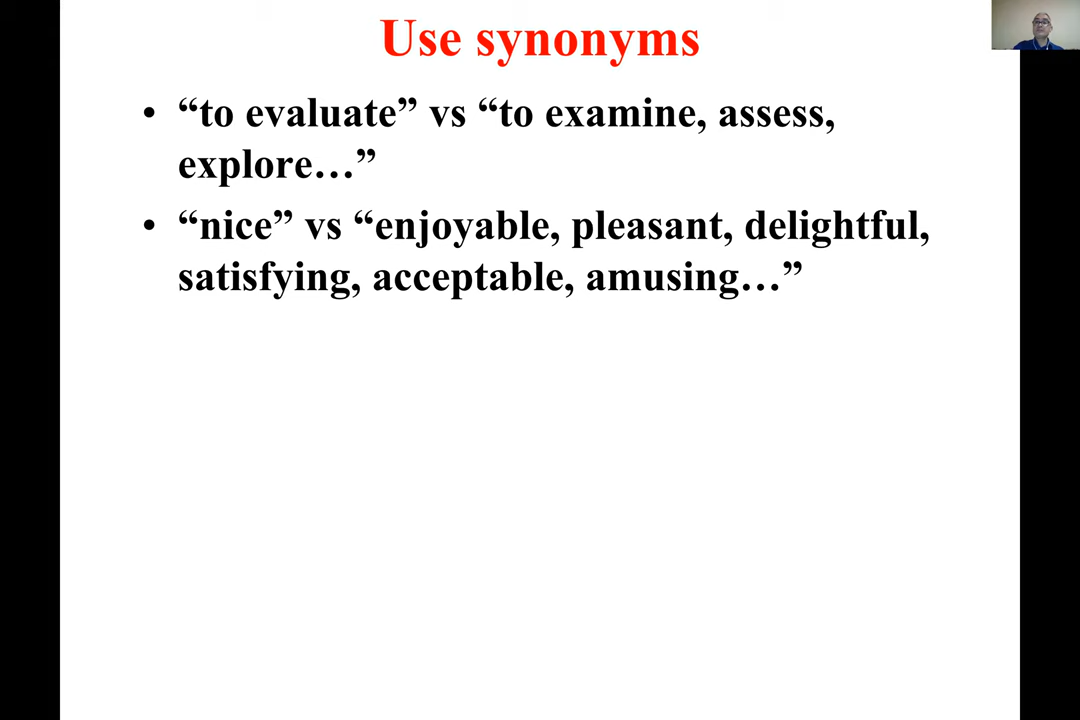 Use synonyms
• “to evaluate” vs “to examine, assess,
explore…”
• “nice” vs “enjoyable, pleasant, delightful,
satisfying, acceptable, amusing…”